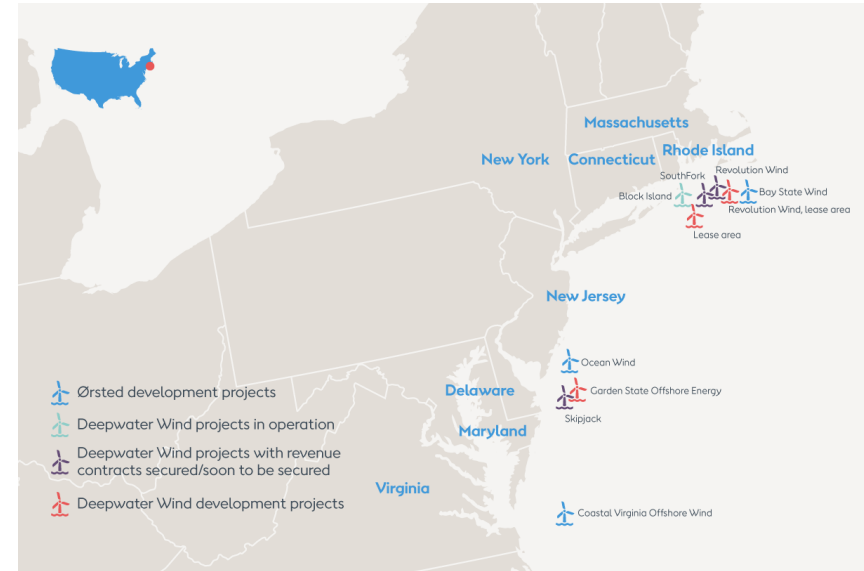 Massachusetts
Rhode Island
New York
Connecticut
Revolution Wind
SouthFork
Block Island
Bay State Wind
Revolution Wind, lease area
Lease area
New Jersey
Ocean Wind
Delaware
Garden State Offshore Energy
Skipjack
Maryland
Virginia
Coastal Virginia Offshore Wind
Ørsted development projects
Deepwater Wind projects in operation
Deepwater Wind projects with revenue
contracts secured/soon to be secured
Deepwater Wind development projects